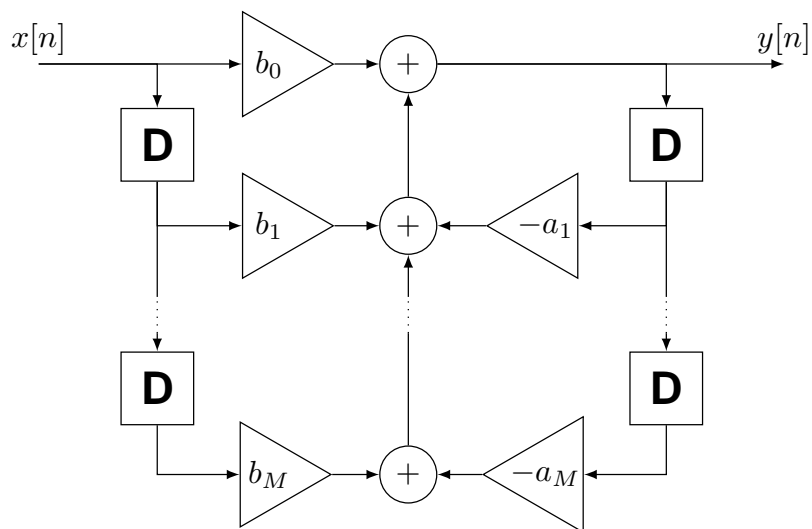 x[n] y[n]
b_0 +
D D
b_1 + −a_1
D D
b_M + −a_M